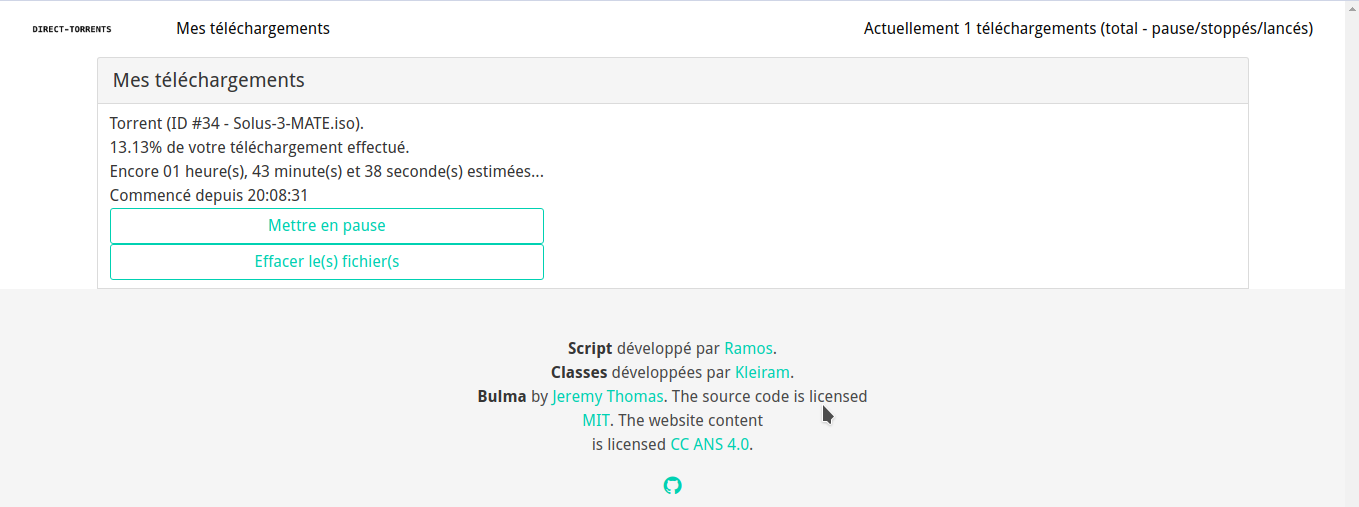 DIRECT-TORRENTS
Mes téléchargements
Actuellement 1 téléchargements (total - pause/stoppés/lancés)
Mes téléchargements
Torrent (ID #34 - Solus-3-MATE.iso).
13.13% de votre téléchargement effectué.
Encore 01 heure(s), 43 minute(s) et 38 seconde(s) estimées...
Commencé depuis 20:08:31
Mettre en pause
Effacer le(s) fichier(s
Script développé par Ramos.
Classes développées par Kleiram.
Bulma by Jeremy Thomas. The source code is licensed
MIT. The website content
is licensed CC ANS 4.0.